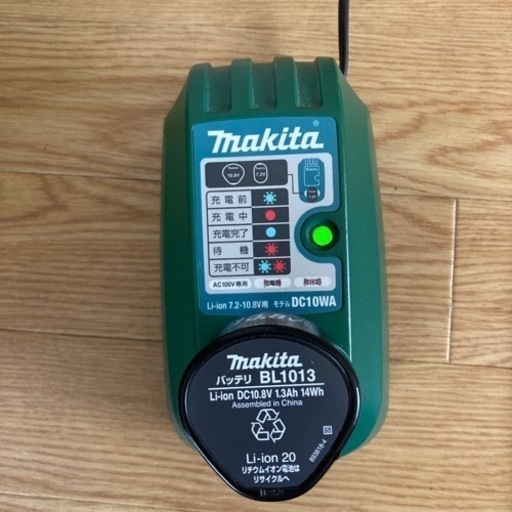 makita®
10.8V 7.2V
充電前
充電中
充電完了
待機
充電不可
AC100V専用
Li-ion 7.2-10.8V用 モデル DC10WA
makita
バッテリ BL1013
Li-ion DC10.8V 1.3Ah 14Wh
Assembled in China
Li-ion 20
リチウムイオン電池は
リサイクルへ